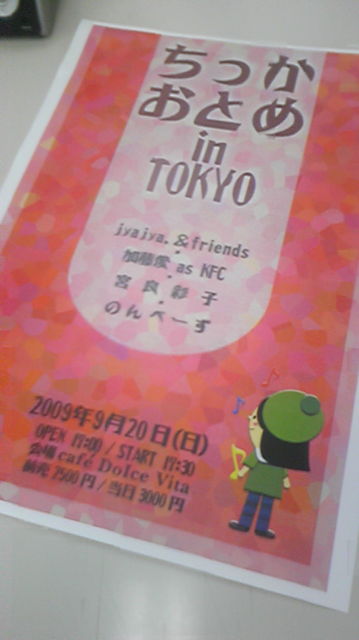 ちっか
おとめ
in
TOKYO
jyajya. &friends
加藤愛 as KFC
宮良彩子
のんべーず
2009年9月20日(日)
OPEN 17:00 / START 17:30
会場 café Dolce Vita
前売 2500円 / 当日 3000円